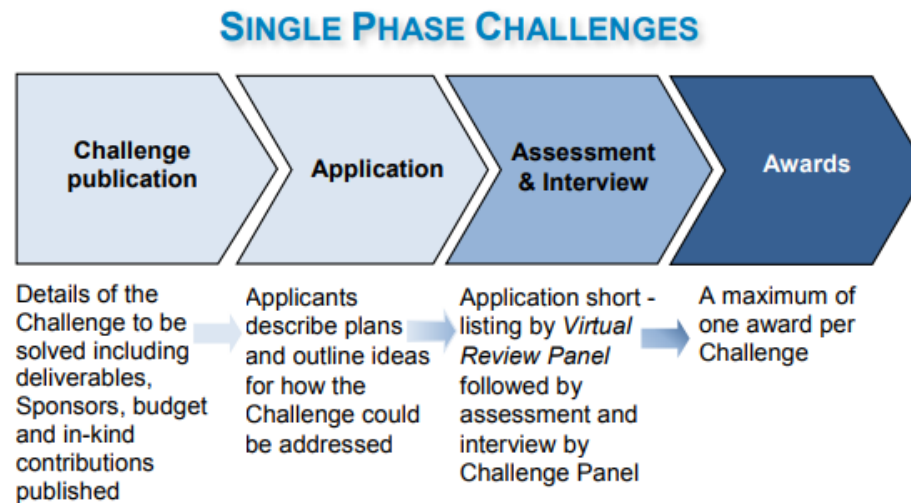 SINGLE PHASE CHALLENGES
Challenge
publication
Application
Assessment
& Interview
Awards
Details of the
Challenge to be
solved including
deliverables,
Sponsors, budget
and in-kind
contributions
published
Applicants
describe plans
and outline ideas
for how the
Challenge could
be addressed
Application short -
listing by Virtual
Review Panel
followed by
assessment and
interview by
Challenge Panel
A maximum of
one award per
Challenge